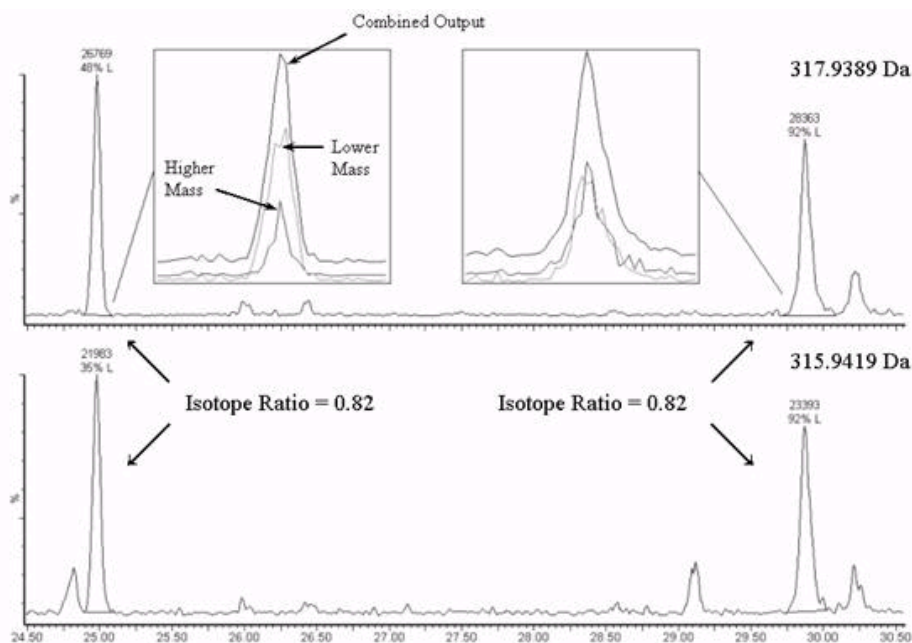 Combined Output
26769
48% L
317.9389 Da
28363
92% L
Lower
Mass
Higher
Mass
%
315.9419 Da
21983
35% L
Isotope Ratio = 0.82
Isotope Ratio = 0.82
23393
92% L
%
24.50 25.00 25.50 26.00 26.50 27.00 27.50 28.00 28.50 29.00 29.50 30.00 30.50